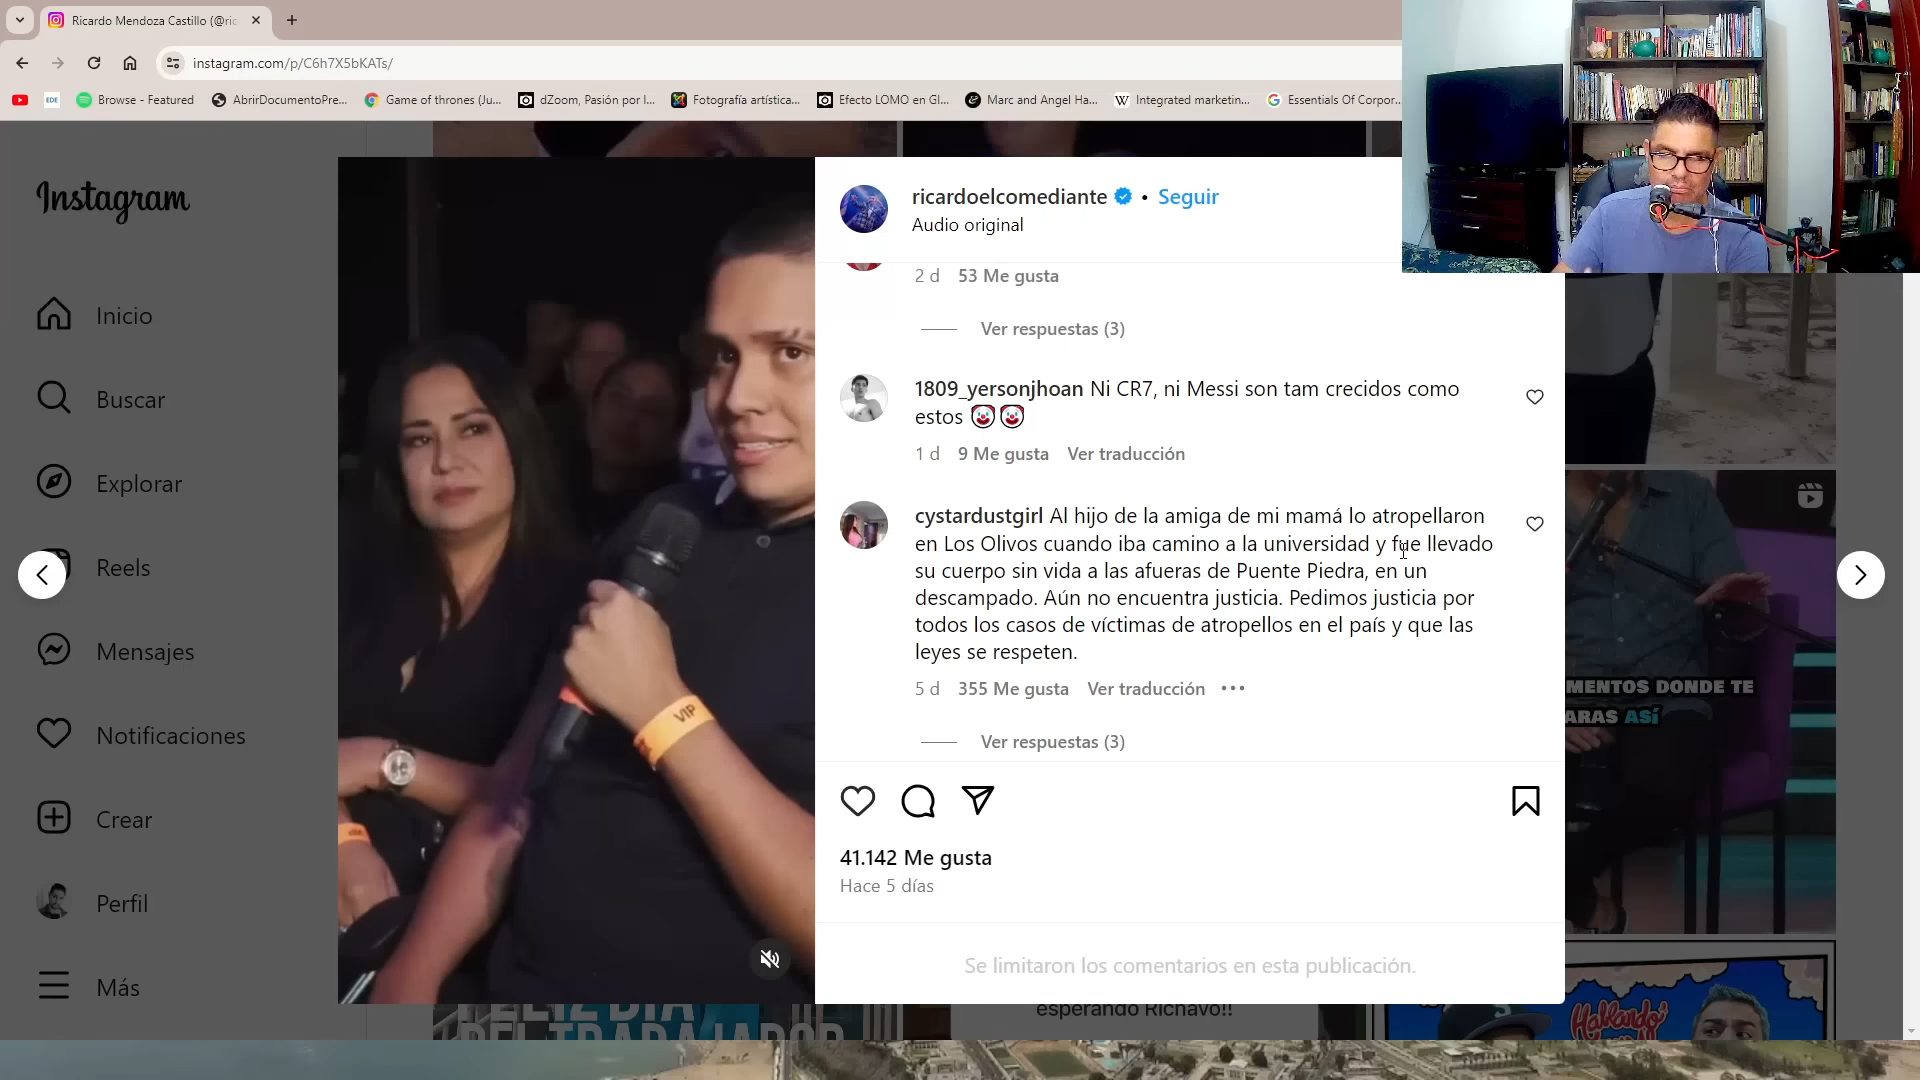 Ricardo Mendoza Castillo (@ric
instagram.com/p/C6h7X5bKATs/
EDE
Browse - Featured
AbrirDocumentoPre...
Game of thrones (Ju...
dZoom, Pasión por l...
Fotografía artística...
Efecto LOMO en Gl...
Marc and Angel Ha...
Integrated marketin...
Essentials Of Corpor...
Instagram
Inicio
Buscar
Explorar
Reels
Mensajes
Notificaciones
Crear
Perfil
Más
VIP
ricardoelcomediante • Seguir
Audio original
2 d 53 Me gusta
Ver respuestas (3)
1809_yersonjhoan Ni CR7, ni Messi son tam crecidos como
estos 🤡🤡
1 d 9 Me gusta Ver traducción
cystardustgirl Al hijo de la amiga de mi mamá lo atropellaron
en Los Olivos cuando iba camino a la universidad y fue llevado
su cuerpo sin vida a las afueras de Puente Piedra, en un
descampado. Aún no encuentra justicia. Pedimos justicia por
todos los casos de víctimas de atropellos en el país y que las
leyes se respeten.
5 d 355 Me gusta Ver traducción •••
Ver respuestas (3)
41.142 Me gusta
Hace 5 días
Se limitaron los comentarios en esta publicación.
MENTOS DONDE TE
ARAS ASÍ
FELIZ DÍA
DEL TRABAJADOR
esperando Richavo!!
Hablando